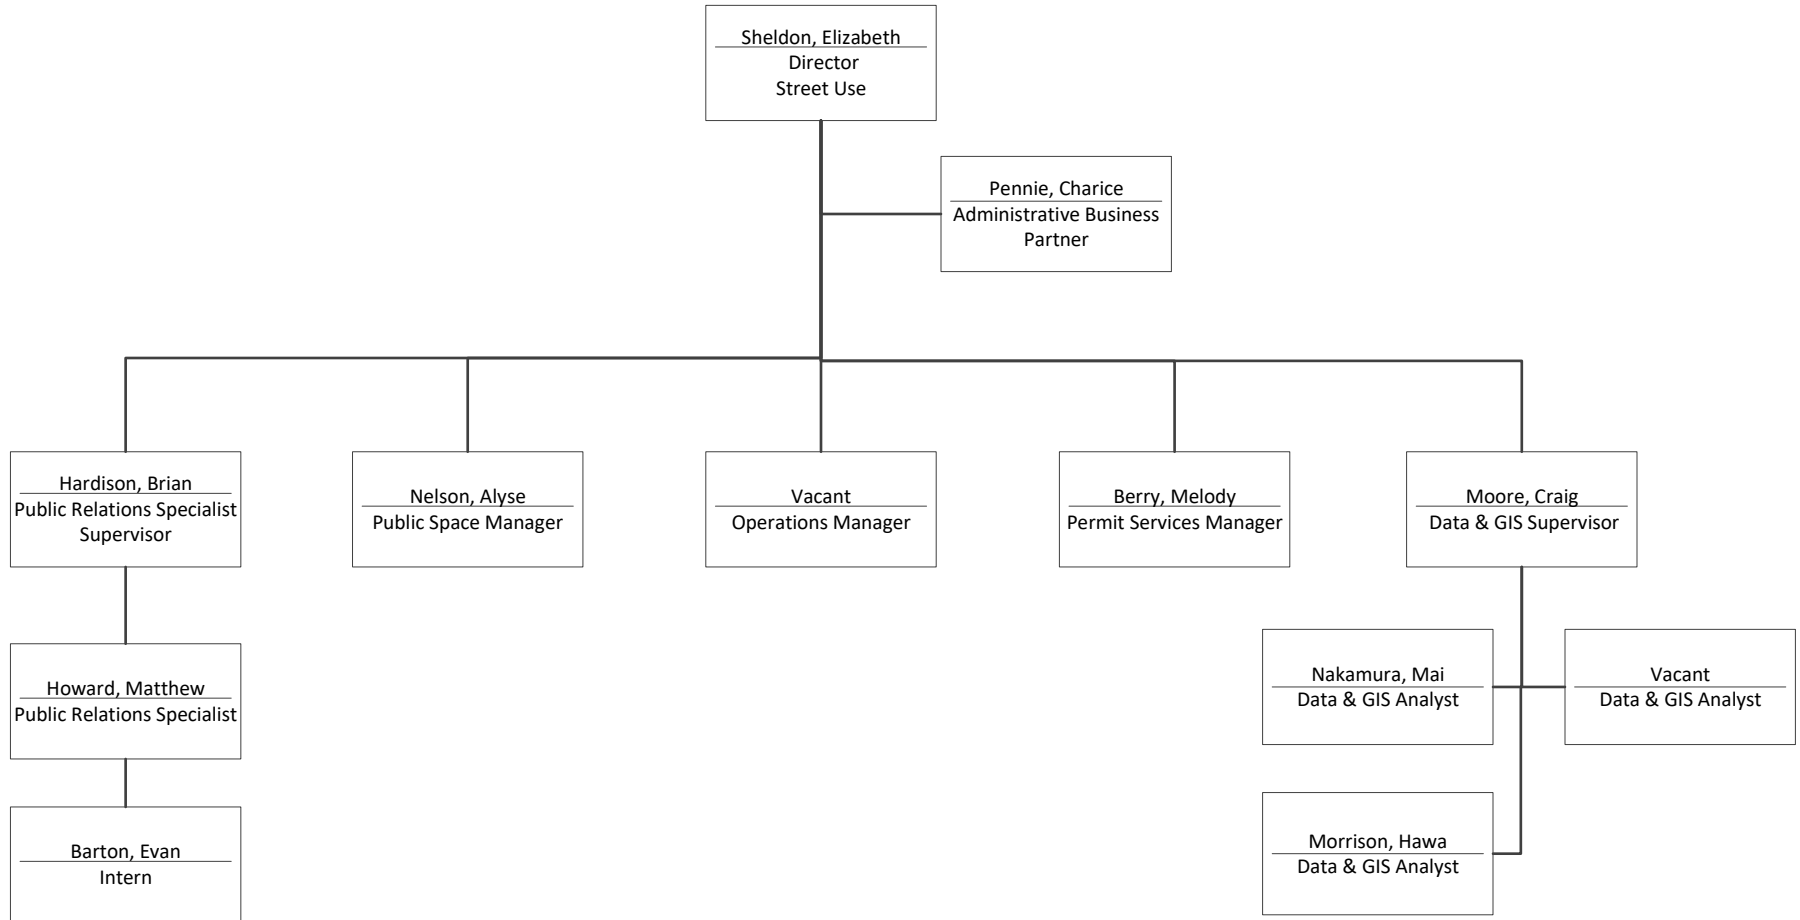 Sheldon, Elizabeth
Director
Street Use
Pennie, Charice
Administrative Business
Partner
Hardison, Brian
Public Relations Specialist
Supervisor
Nelson, Alyse
Public Space Manager
Vacant
Operations Manager
Berry, Melody
Permit Services Manager
Moore, Craig
Data & GIS Supervisor
Howard, Matthew
Public Relations Specialist
Nakamura, Mai
Data & GIS Analyst
Vacant
Data & GIS Analyst
Barton, Evan
Intern
Morrison, Hawa
Data & GIS Analyst